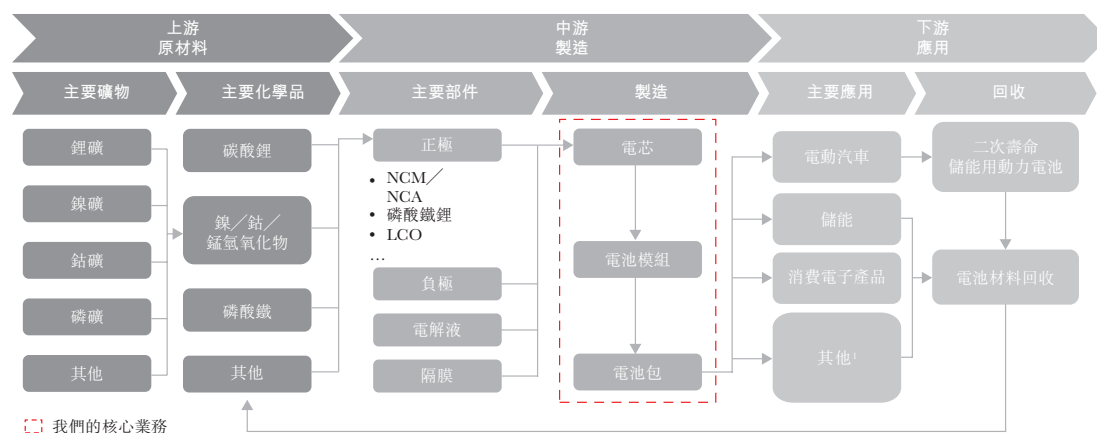 上游
原材料
中游
製造
下游
應用
主要礦物
主要化學品
主要部件
製造
主要應用
回收
鋰礦
鎳礦
鈷礦
磷礦
其他
碳酸鋰
鎳／鈷／
錳氫氧化物
磷酸鐵
其他
正極
• NCM／
NCA
• 磷酸鐵鋰
• LCO
…
負極
電解液
隔膜
電芯
電池模組
電池包
電動汽車
儲能
消費電子產品
其他¹
二次壽命
儲能用動力電池
電池材料回收
我們的核心業務